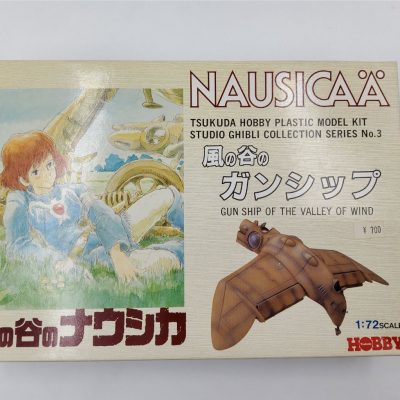 NAUSICAÄ
TSUKUDA HOBBY PLASTIC MODEL KIT
STUDIO GHIBLI COLLECTION SERIES No.3
風の谷の
ガンシップ
GUN SHIP OF THE VALLEY OF WIND
¥ 700
1:72SCALE
HOBBY
の谷のナウシカ